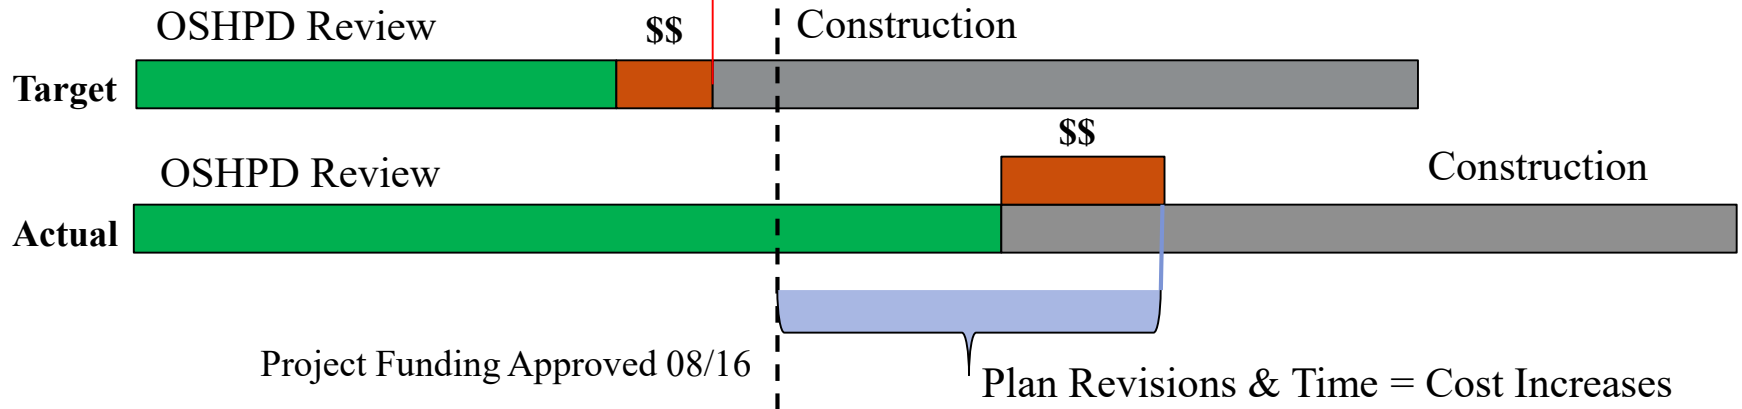 OSHPD Review
$$
Construction
Target
$$
OSHPD Review
Construction
Actual
Project Funding Approved 08/16
Plan Revisions & Time = Cost Increases